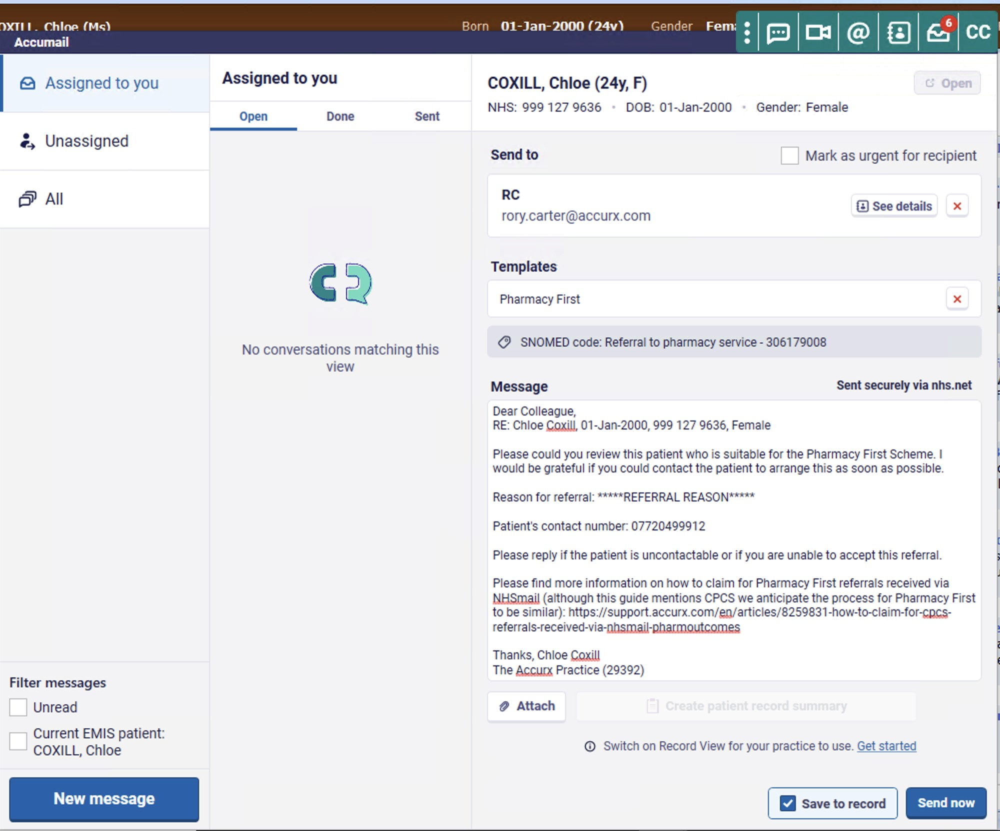 COXILL, Chloe (Ms)
Born 01-Jan-2000 (24y) Gender
6
CC
Accumail
Assigned to you
Unassigned
All
Filter messages
Unread
Current EMIS patient:
COXILL, Chloe
New message
Assigned to you
Open Done Sent
No conversations matching this
view
COXILL, Chloe (24y, F)
Open
NHS: 999 127 9636 • DOB: 01-Jan-2000 • Gender: Female
Send to
Mark as urgent for recipient
RC
rory.carter@accurx.com
See details
Templates
Pharmacy First
SNOMED code: Referral to pharmacy service - 306179008
Message
Sent securely via nhs.net
Dear Colleague,
RE: Chloe Coxill, 01-Jan-2000, 999 127 9636, Female
Please could you review this patient who is suitable for the Pharmacy First Scheme. I
would be grateful if you could contact the patient to arrange this as soon as possible.
Reason for referral: *****REFERRAL REASON*****
Patient's contact number: 07720499912
Please reply if the patient is uncontactable or if you are unable to accept this referral.
Please find more information on how to claim for Pharmacy First referrals received via
NHSmail (although this guide mentions CPCS we anticipate the process for Pharmacy First
to be similar): https://support.accurx.com/en/articles/8259831-how-to-claim-for-cpcs-
referrals-received-via-nhsmail-pharmoutcomes
Thanks, Chloe Coxill
The Accurx Practice (29392)
Attach
Create patient record summary
Switch on Record View for your practice to use. Get started
Save to record
Send now